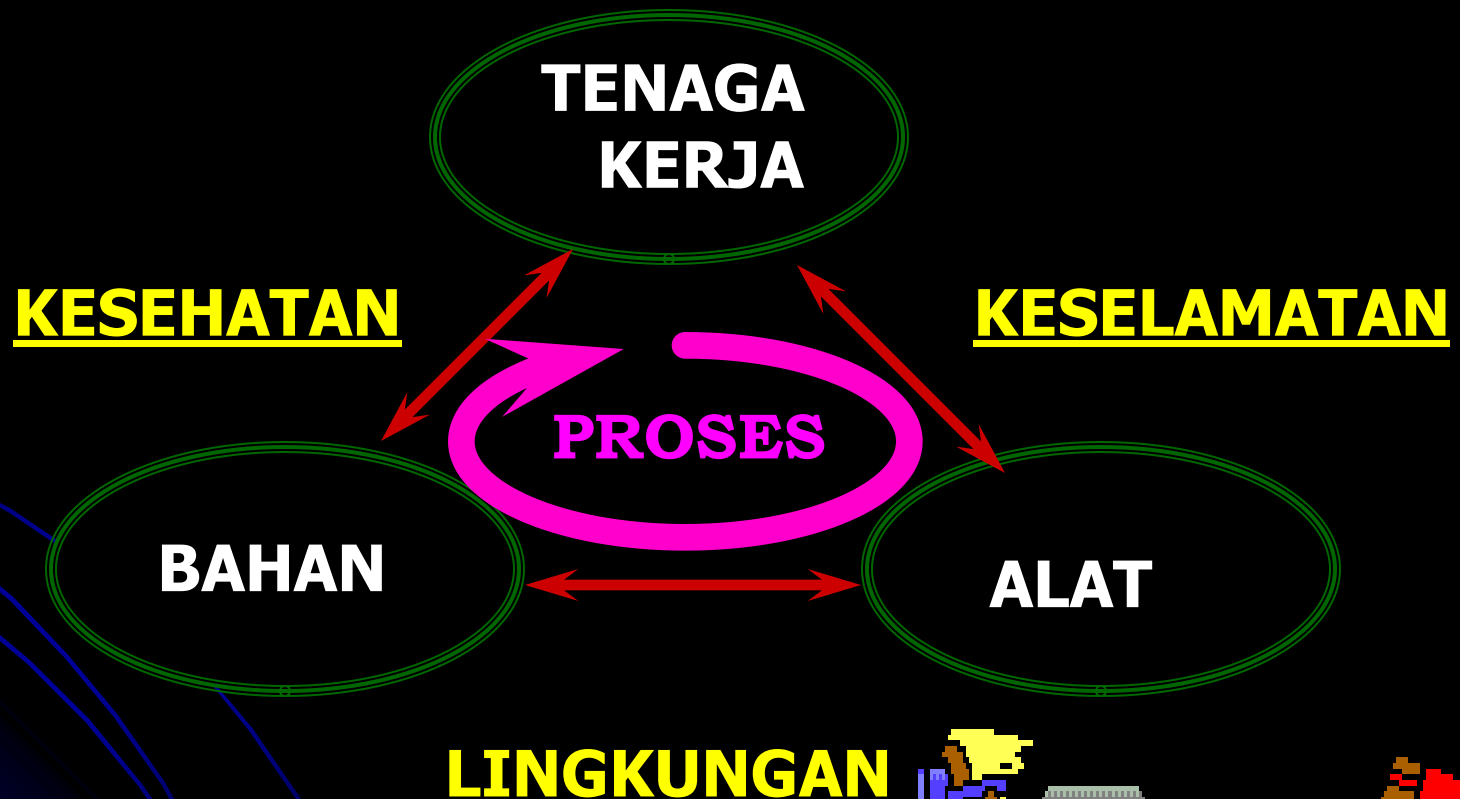 TENAGA
KERJA
KESEHATAN
KESELAMATAN
PROSES
BAHAN
ALAT
LINGKUNGAN